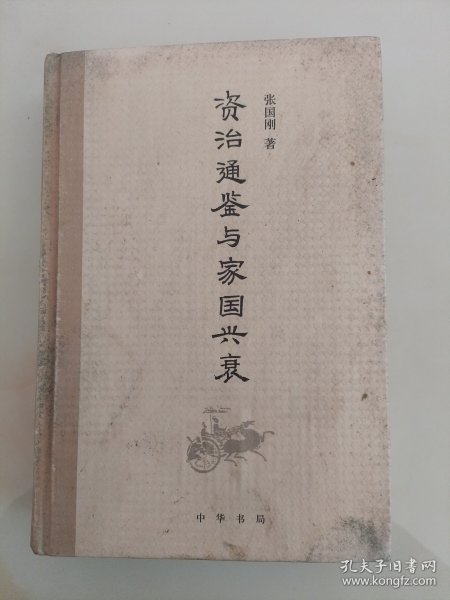 张国刚 著
资治通鉴与家国兴衰
中华书局
孔夫子旧书网
www.kongfz.com